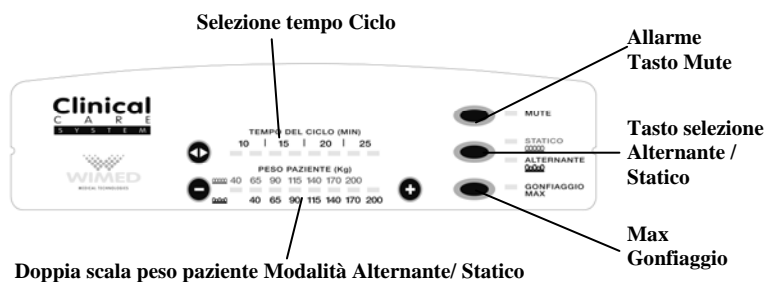 Selezione tempo Ciclo
Allarme
Tasto Mute
Clinical
CARE
SYSTEM
WIMED
MEDICAL TECHNOLOGIES
TEMPO DEL CICLO (MIN)
10 | 15 | 20 | 25
PESO PAZIENTE (Kg)
40 65 90 115 140 170 200
40 65 90 115 140 170 200
MUTE
STATICO
ALTERNANTE
GONFIAGGIO
MAX
Tasto selezione
Alternante /
Statico
Max
Gonfiaggio
Doppia scala peso paziente Modalità Alternante/ Statico